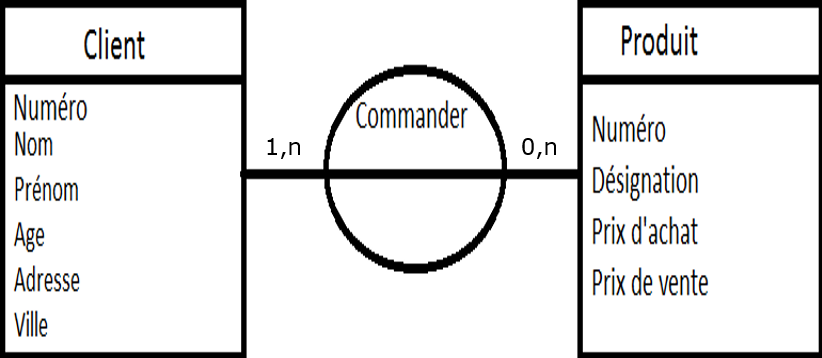 Client
Numéro
Nom
Prénom
Age
Adresse
Ville
1,n
Commander
0,n
Produit
Numéro
Désignation
Prix d'achat
Prix de vente